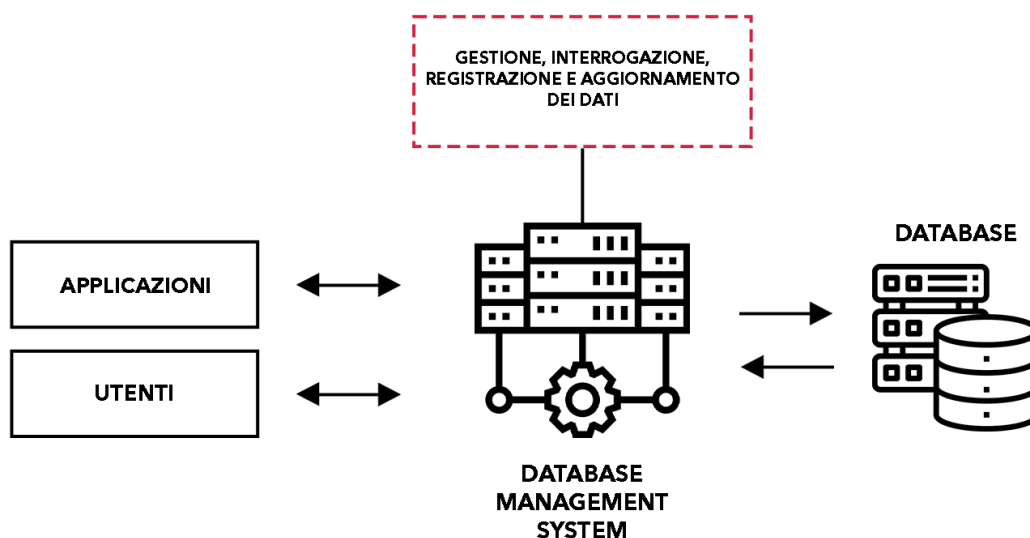 GESTIONE, INTERROGAZIONE,
REGISTRAZIONE E AGGIORNAMENTO
DEI DATI
DATABASE
APPLICAZIONI
UTENTI
DATABASE
MANAGEMENT
SYSTEM